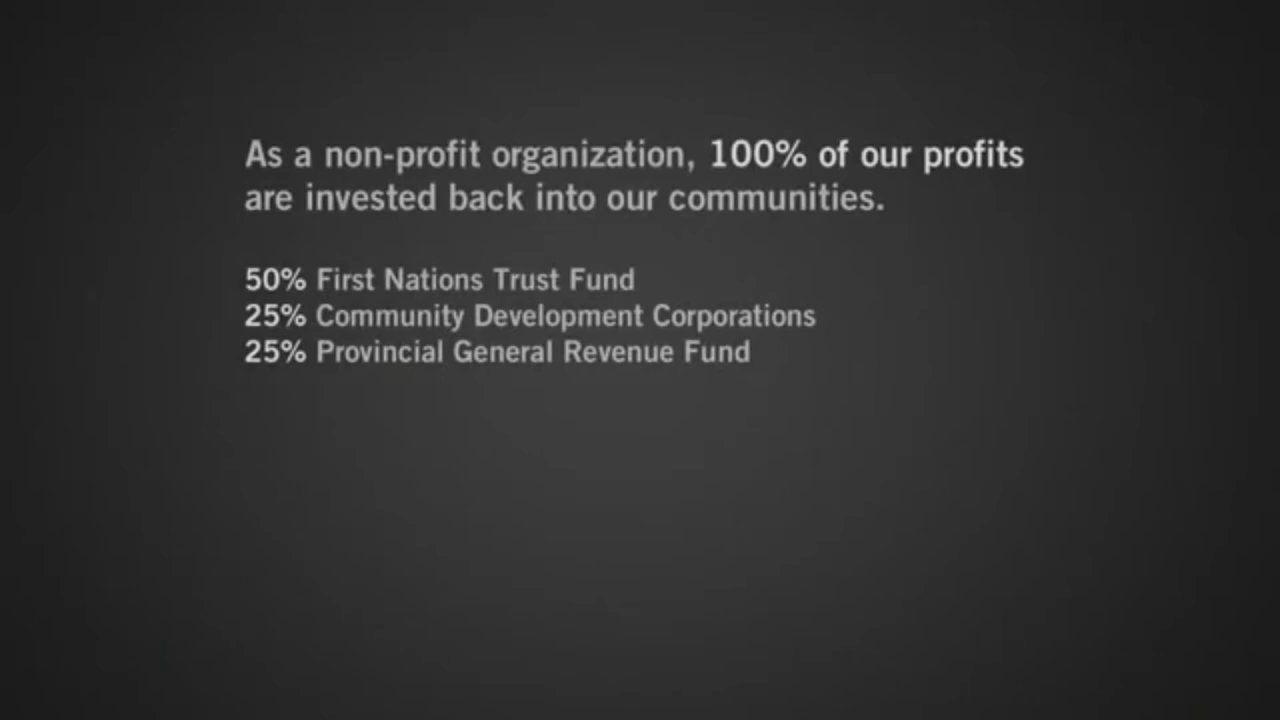 As a non-profit organization, 100% of our profits
are invested back into our communities.
50% First Nations Trust Fund
25% Community Development Corporations
25% Provincial General Revenue Fund